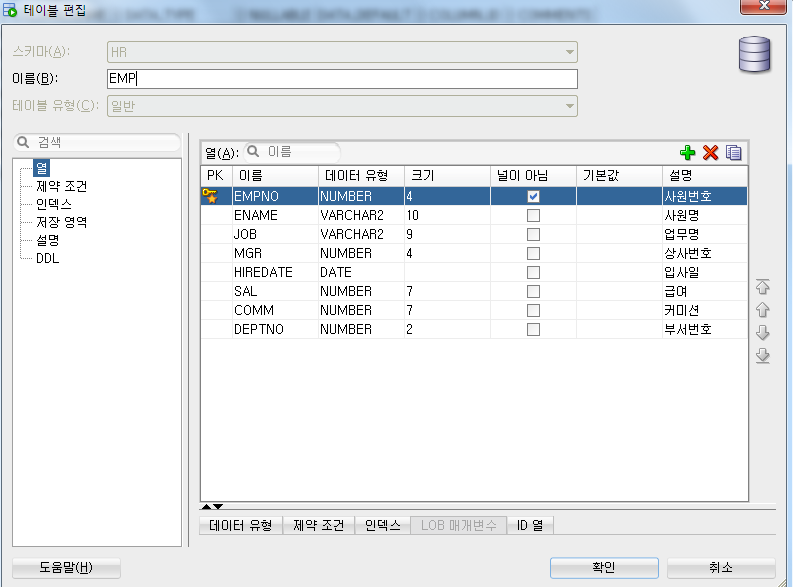 테이블 편집
스키마(A): HR
이름(B): EMP
테이블 유형(C): 일반
검색
열
제약 조건
인덱스
저장 영역
설명
DDL
열(A): 이름
PK 이름 데이터 유형 크기 널이 아님 기본값 설명
EMPNO NUMBER 4 사원번호
ENAME VARCHAR2 10 사원명
JOB VARCHAR2 9 업무명
MGR NUMBER 4 상사번호
HIREDATE DATE 입사일
SAL NUMBER 7 급여
COMM NUMBER 7 커미션
DEPTNO NUMBER 2 부서번호
데이터 유형 제약 조건 인덱스 LOB 매개변수 ID 열
도움말(H) 확인 취소